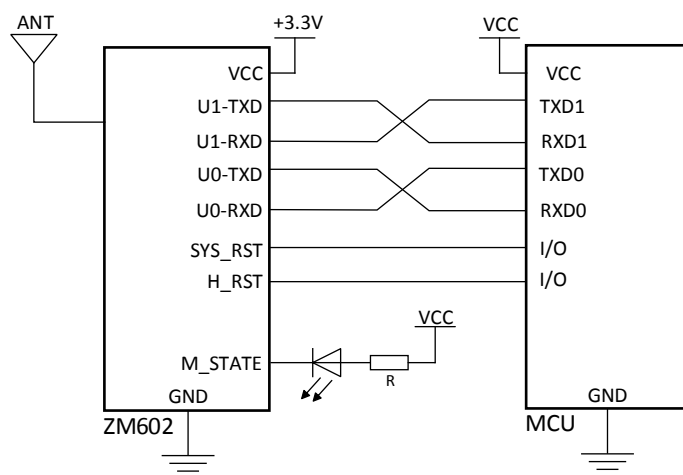 ANT
+3.3V
VCC
VCC
VCC
U1-TXD
TXD1
U1-RXD
RXD1
U0-TXD
TXD0
U0-RXD
RXD0
SYS_RST
I/O
H_RST
I/O
VCC
M_STATE
R
GND
GND
ZM602
MCU